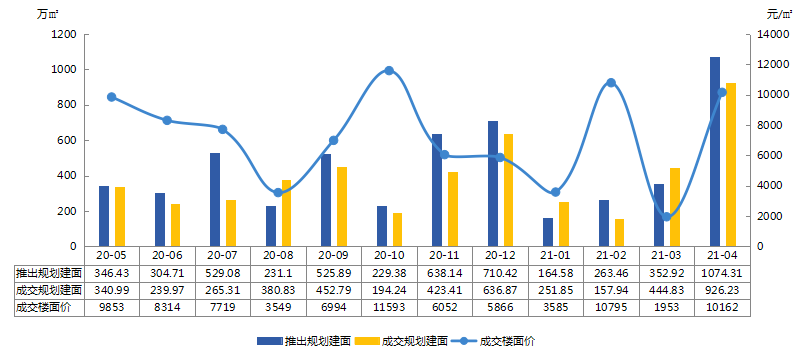 万㎡ 元/㎡
1200 14000
1000 12000
800 10000
600 8000
400 6000
200 4000
0 2000
0
20-05 20-06 20-07 20-08 20-09 20-10 20-11 20-12 21-01 21-02 21-03 21-04
推出规划建面 346.43 304.71 529.08 231.1 525.89 229.38 638.14 710.42 164.58 263.46 352.92 1074.31
成交规划建面 340.99 239.97 265.31 380.83 452.79 194.24 423.41 636.87 251.85 157.94 444.83 926.23
成交楼面价 9853 8314 7719 3549 6994 11593 6052 5866 3585 10795 1953 10162
推出规划建面 成交规划建面 成交楼面价